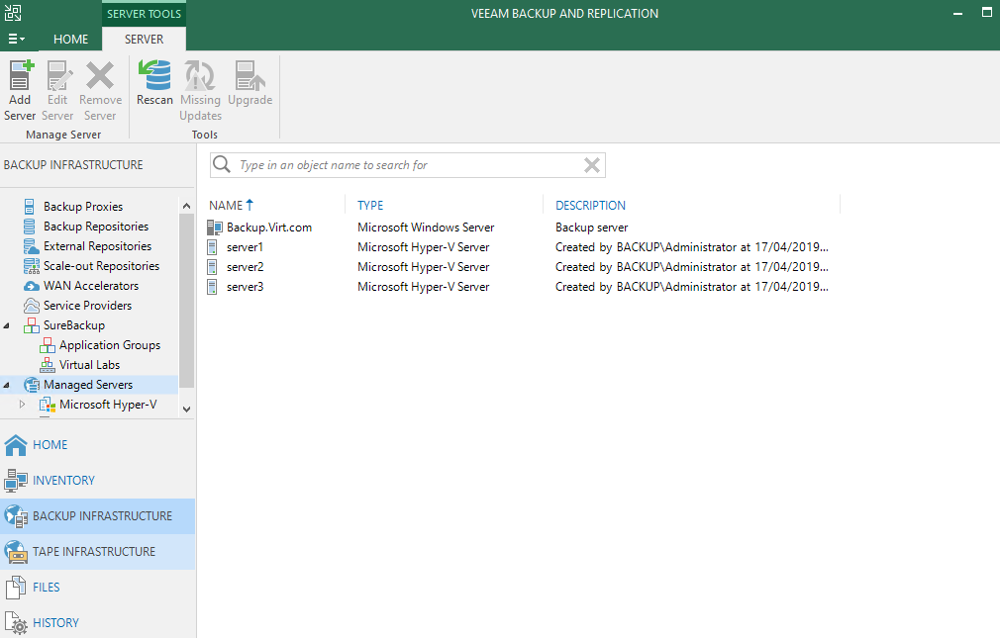 SERVER TOOLS
VEEAM BACKUP AND REPLICATION
HOME
SERVER
Add Server
Edit Server
Remove Server
Rescan
Missing Updates
Upgrade
Manage Server
Tools
BACKUP INFRASTRUCTURE
Backup Proxies
Backup Repositories
External Repositories
Scale-out Repositories
WAN Accelerators
Service Providers
SureBackup
Application Groups
Virtual Labs
Managed Servers
Microsoft Hyper-V
HOME
INVENTORY
BACKUP INFRASTRUCTURE
TAPE INFRASTRUCTURE
FILES
HISTORY
Type in an object name to search for
NAME TYPE DESCRIPTION
Backup.Virt.com Microsoft Windows Server Backup server
server1 Microsoft Hyper-V Server Created by BACKUP\Administrator at 17/04/2019...
server2 Microsoft Hyper-V Server Created by BACKUP\Administrator at 17/04/2019...
server3 Microsoft Hyper-V Server Created by BACKUP\Administrator at 17/04/2019...